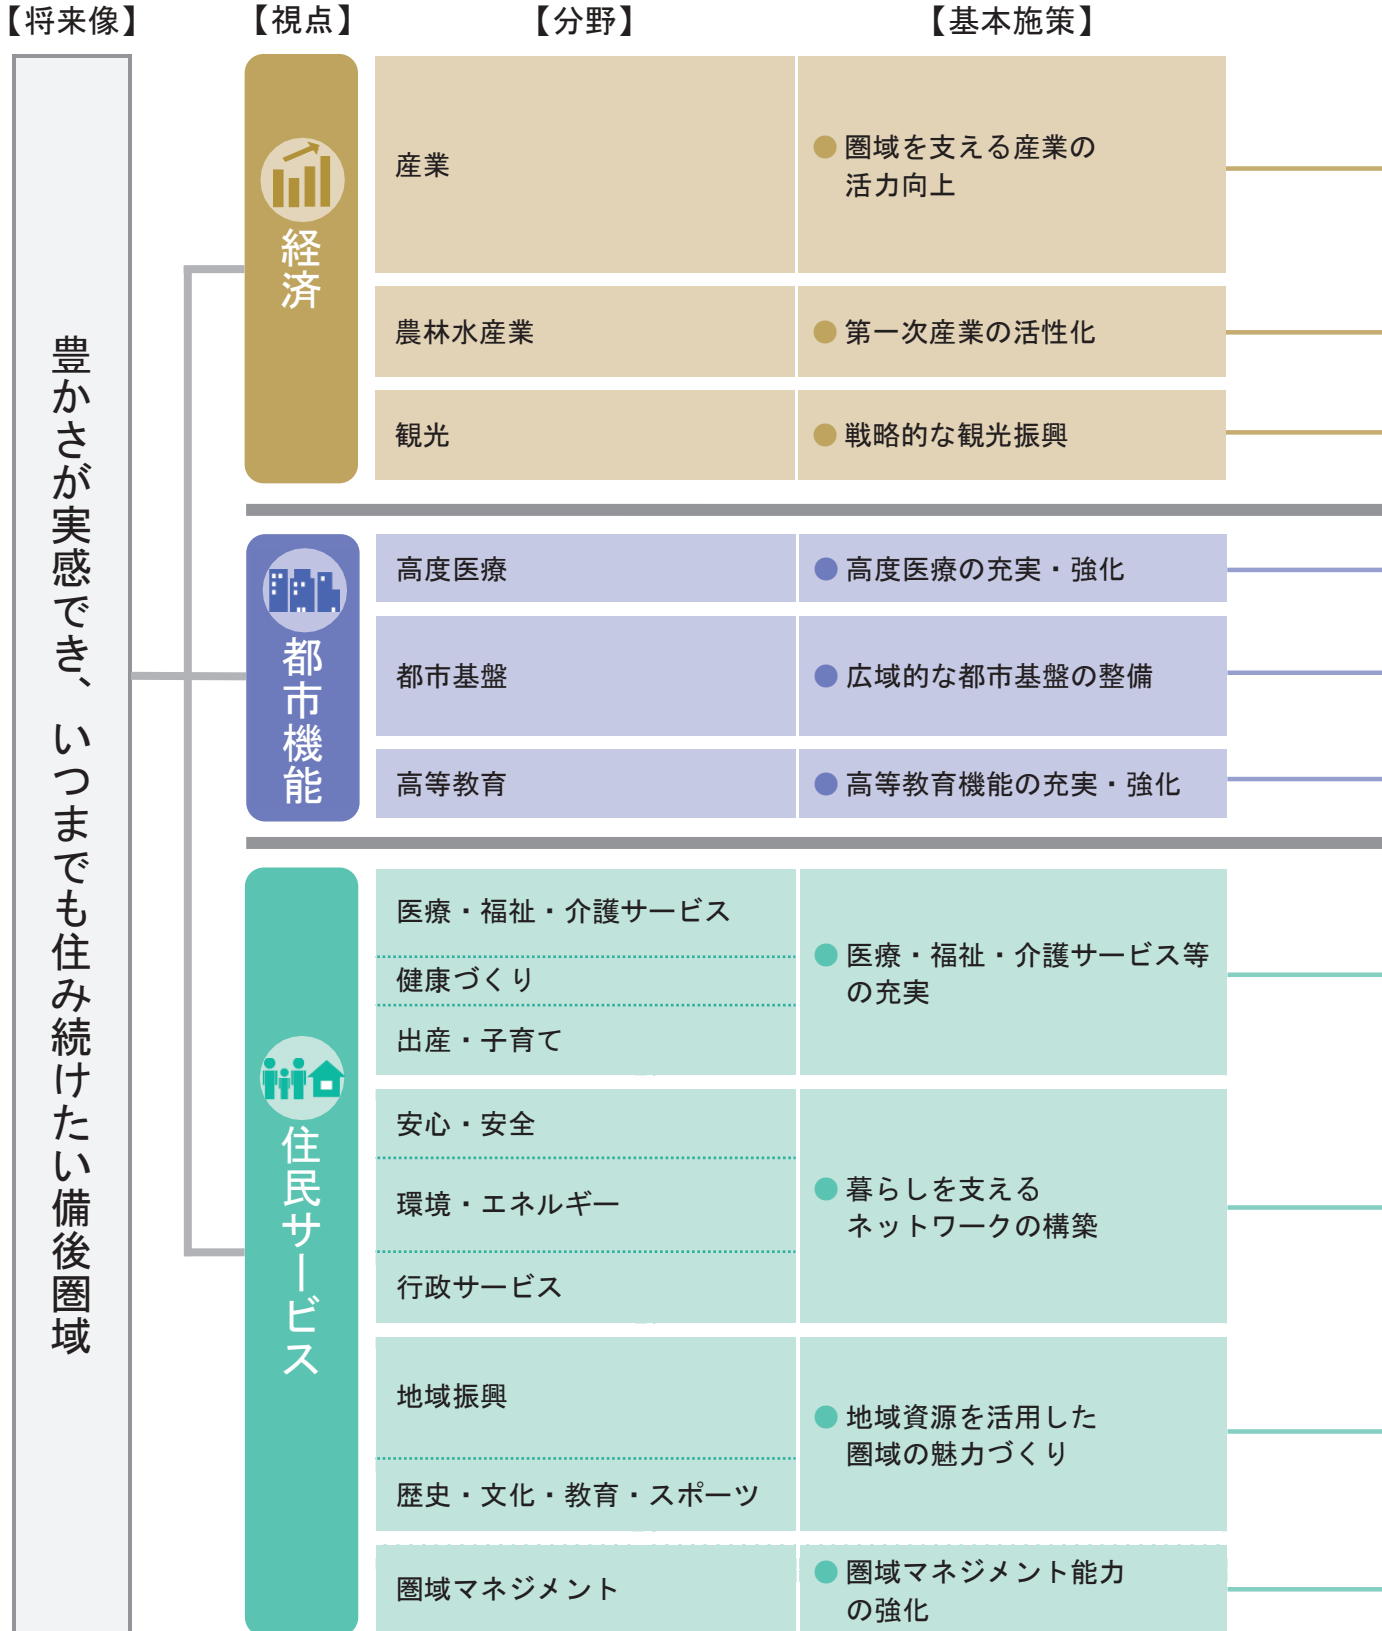 【将来像】
【視点】
【分野】
【基本施策】
豊かさが実感でき、いつまでも住み続けたい備後圏域
経済
産業
●圏域を支える産業の
活力向上
農林水産業
●第一次産業の活性化
観光
●戦略的な観光振興
都市機能
高度医療
●高度医療の充実・強化
都市基盤
●広域的な都市基盤の整備
高等教育
●高等教育機能の充実・強化
住民サービス
医療・福祉・介護サービス
健康づくり
出産・子育て
●医療・福祉・介護サービス等
の充実
安心・安全
環境・エネルギー
行政サービス
●暮らしを支える
ネットワークの構築
地域振興
歴史・文化・教育・スポーツ
●地域資源を活用した
圏域の魅力づくり
圏域マネジメント
●圏域マネジメント能力
の強化